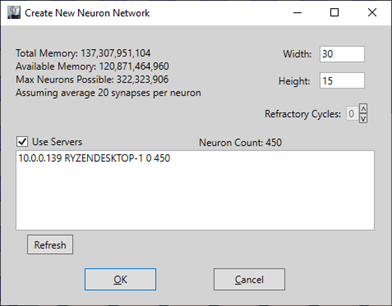 Create New Neuron Network
Total Memory: 137,307,951,104
Available Memory: 120,871,464,960
Max Neurons Possible: 322,323,906
Assuming average 20 synapses per neuron
Width: 30
Height: 15
Refractory Cycles: 0
Use Servers
Neuron Count: 450
10.0.0.139 RYZENDESKTOP-1 0 450
Refresh
OK
Cancel